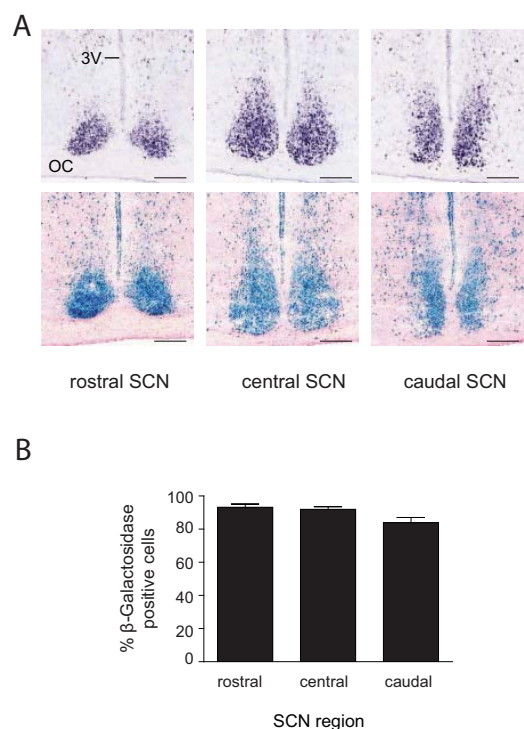 A
3V
OC
rostral SCN
central SCN
caudal SCN
B
% β-Galactosidase
positive cells
100
80
60
40
20
0
rostral
central
caudal
SCN region